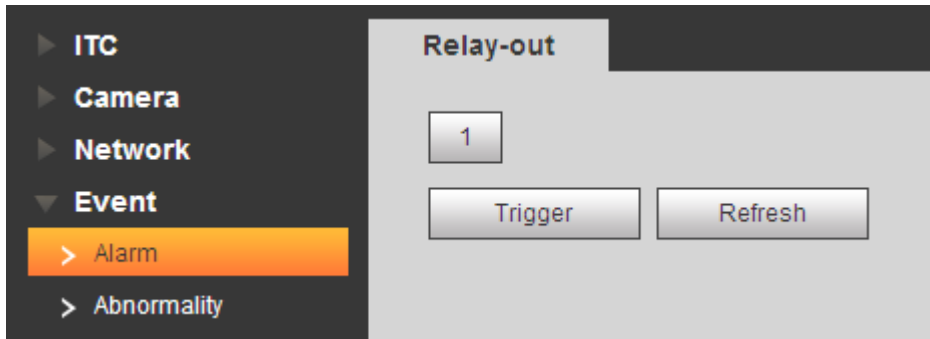 ITC
Camera
Network
Event
Alarm
Abnormality
Relay-out
1
Trigger Refresh